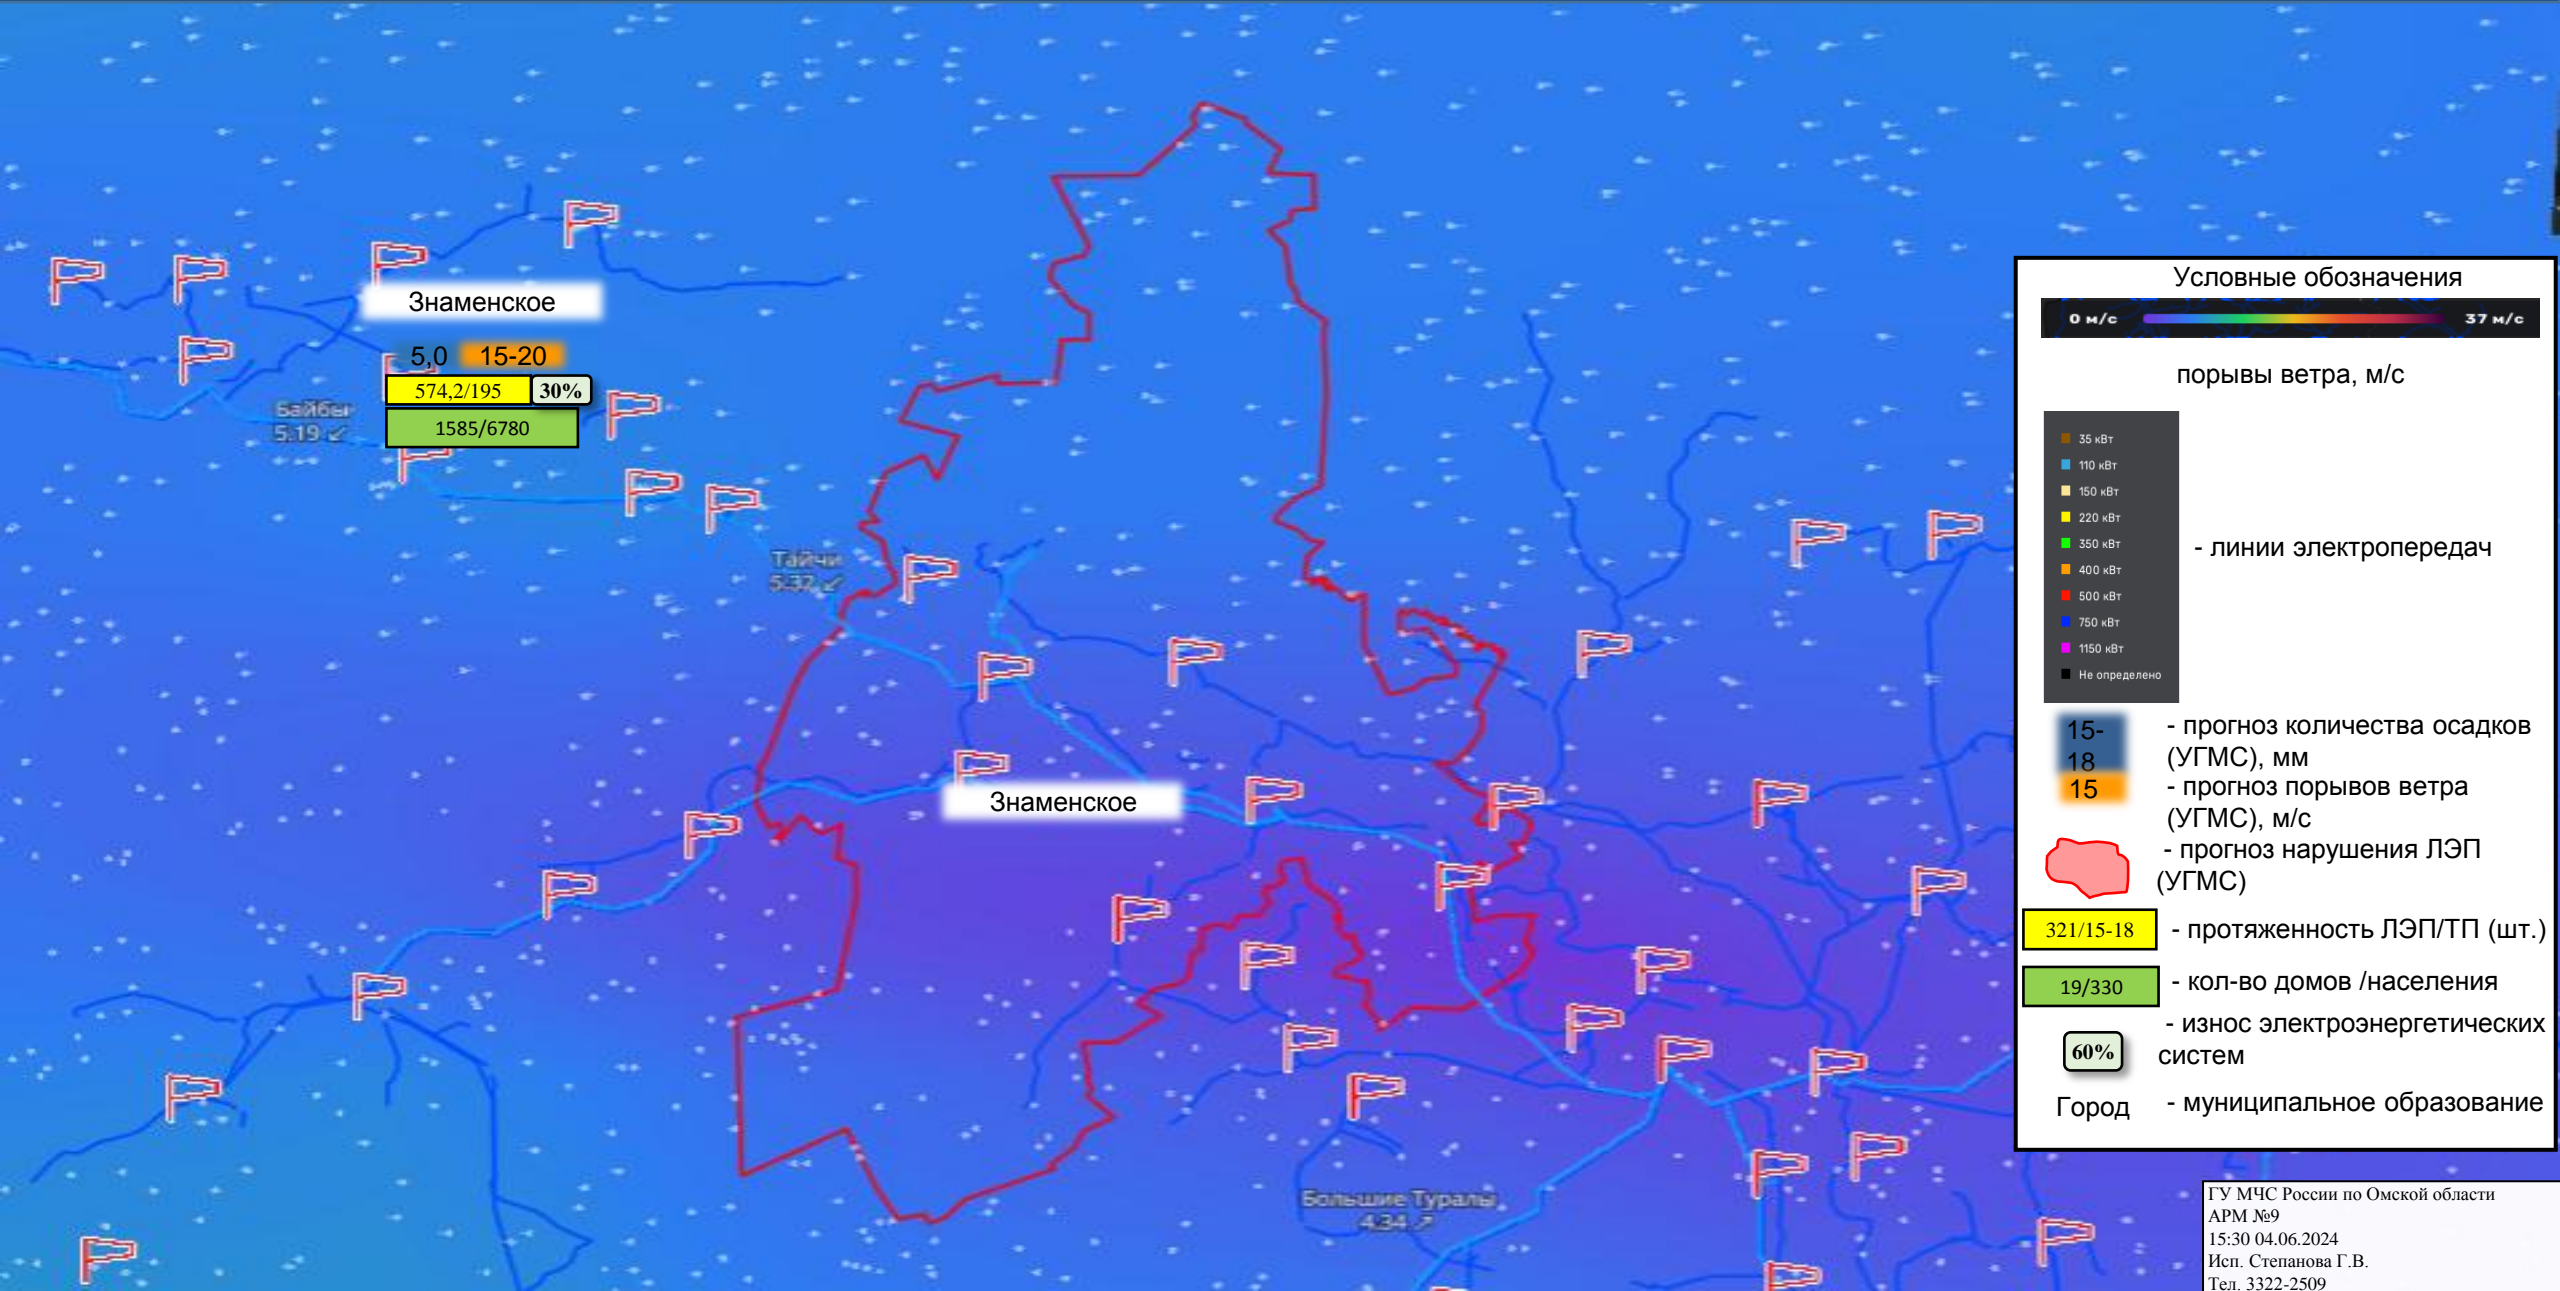 Знаменское
5,0 15-20
574,2/195 30%
1585/6780
Байбы
5.19
Тайчи
5.37
Знаменское
Большие Туралы
4.34
Условные обозначения
0 м/с 37 м/с
порывы ветра, м/с
35 кВт
110 кВт
150 кВт
220 кВт
350 кВт
400 кВт
500 кВт
750 кВт
1150 кВт
Не определено
- линии электропередач
15-
18
- прогноз количества осадков
(УГМС), мм
15
- прогноз порывов ветра
(УГМС), м/с
- прогноз нарушения ЛЭП
(УГМС)
321/15-18 - протяженность ЛЭП/ТП (шт.)
19/330 - кол-во домов /населения
60%
- износ электроэнергетических
систем
Город - муниципальное образование
ГУ МЧС России по Омской области
АРМ №9
15:30 04.06.2024
Исп. Степанова Г.В.
Тел. 3322-2509